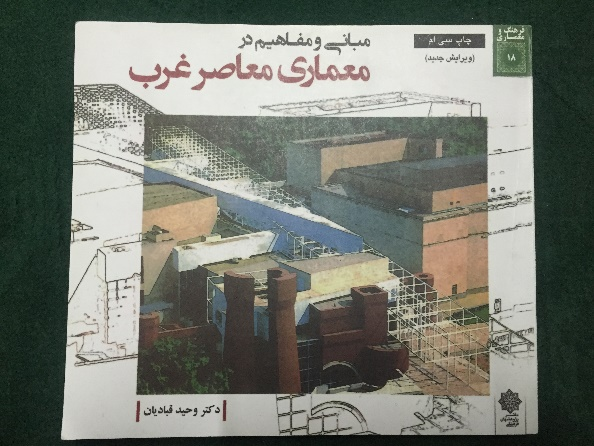 فرهنگ و
معماری
۱۸
چاپ سی ام
(ویرایش جدید)
مبانی و مفاهیم در
معماری معاصر غرب
دکتر وحید قبادیان